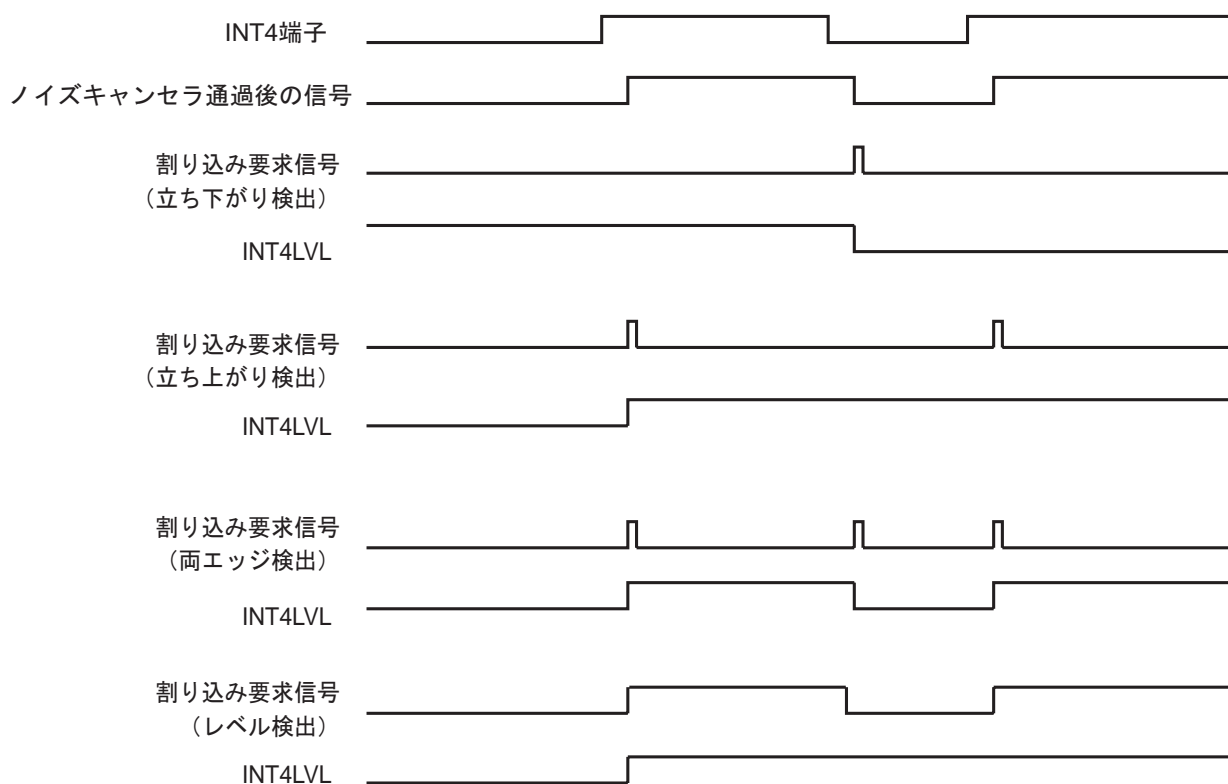 INT4端子
ノイズキャンセラ通過後の信号
割り込み要求信号
（立ち下がり検出）
INT4LVL
割り込み要求信号
（立ち上がり検出）
INT4LVL
割り込み要求信号
（両エッジ検出）
INT4LVL
割り込み要求信号
（レベル検出）
INT4LVL